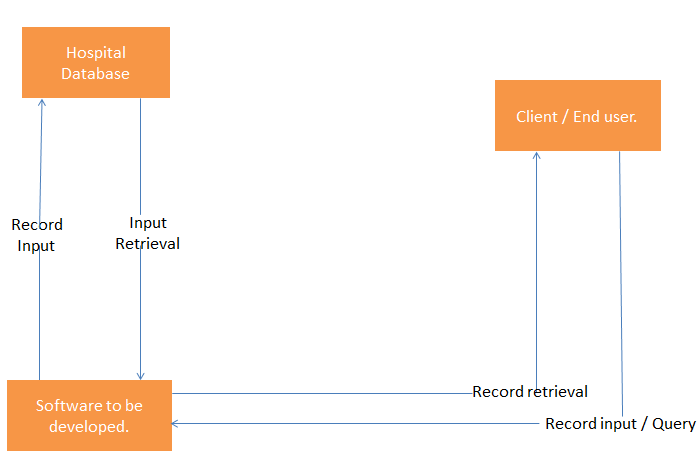 Hospital
Database
Client / End user.
Record
Input
Input
Retrieval
Software to be
developed.
Record retrieval
Record input / Query